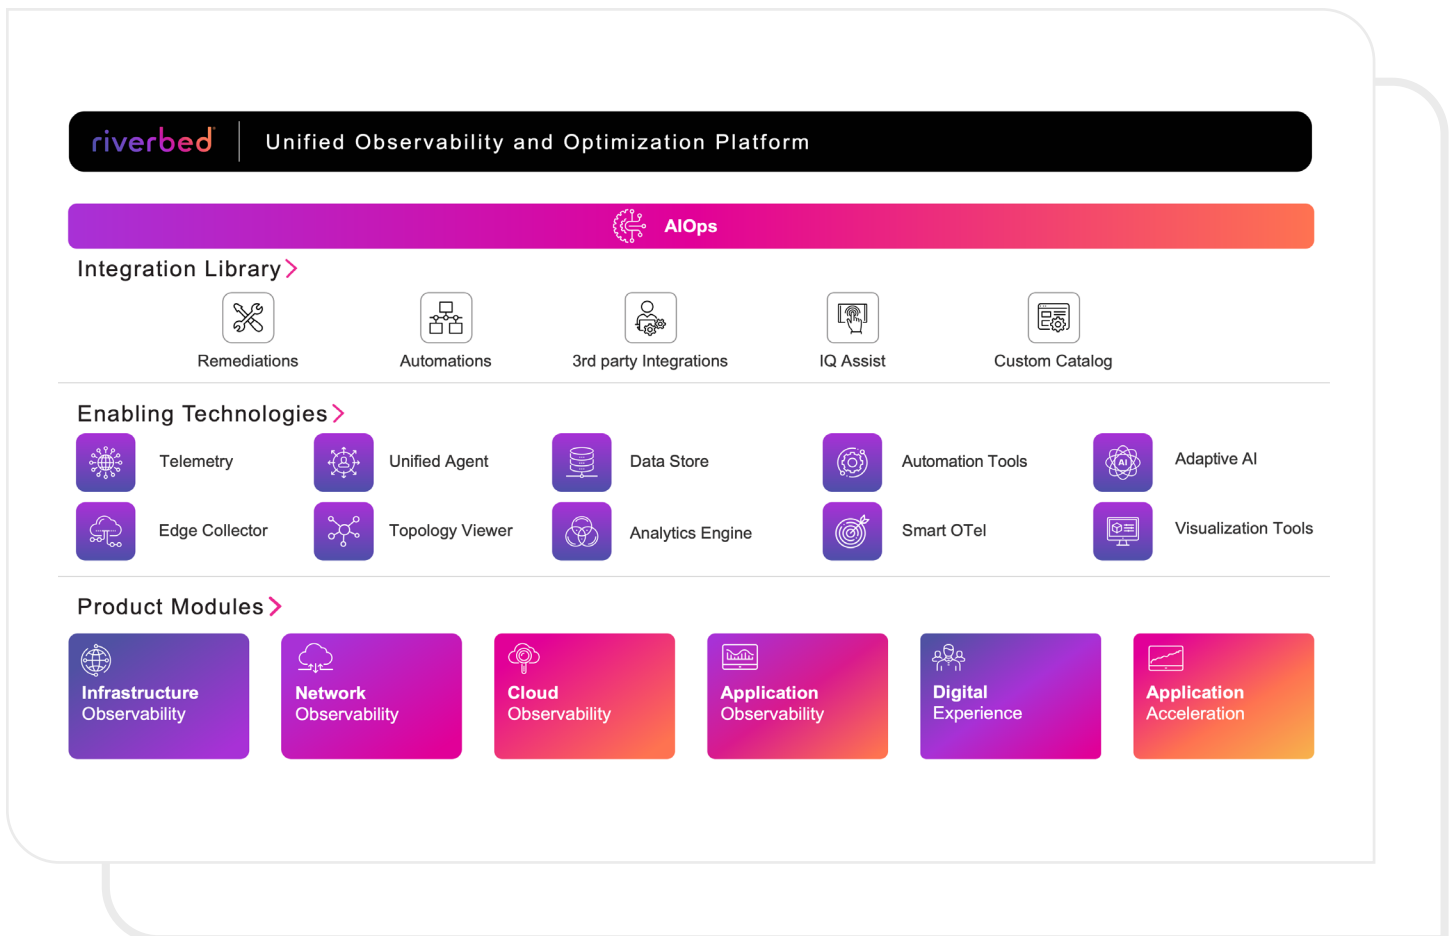 riverbed
Unified Observability and Optimization Platform
AIOps
Integration Library
Remediations
Automations
3rd party Integrations
IQ Assist
Custom Catalog
Enabling Technologies
Telemetry
Unified Agent
Data Store
Automation Tools
Adaptive AI
Edge Collector
Topology Viewer
Analytics Engine
Smart OTel
Visualization Tools
Product Modules
Infrastructure
Observability
Network
Observability
Cloud
Observability
Application
Observability
Digital
Experience
Application
Acceleration